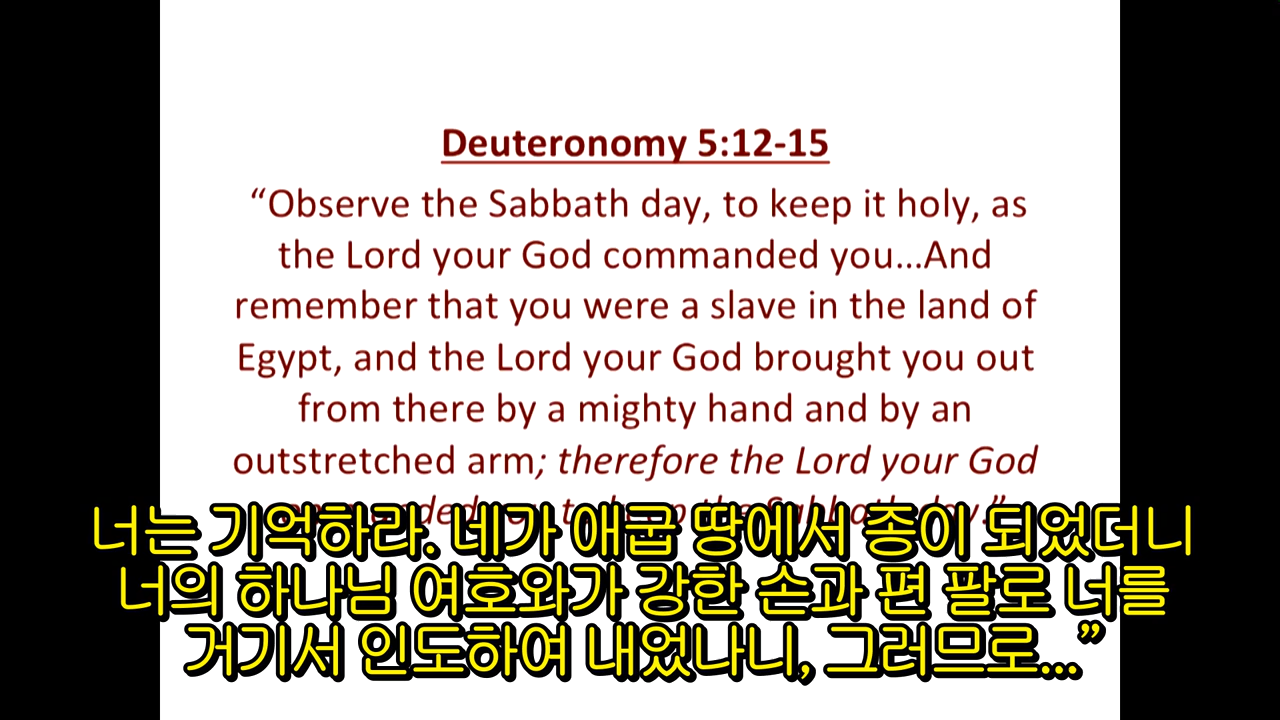 Deuteronomy 5:12-15
“Observe the Sabbath day, to keep it holy, as
the Lord your God commanded you...And
remember that you were a slave in the land of
Egypt, and the Lord your God brought you out
from there by a mighty hand and by an
outstretched arm; therefore the Lord your God
너는 기억하라. 네가 애굽 땅에서 종이 되었더니
너의 하나님 여호와가 강한 손과 편 팔로 너를
거기서 인도하여 내었나니, 그러므로...”